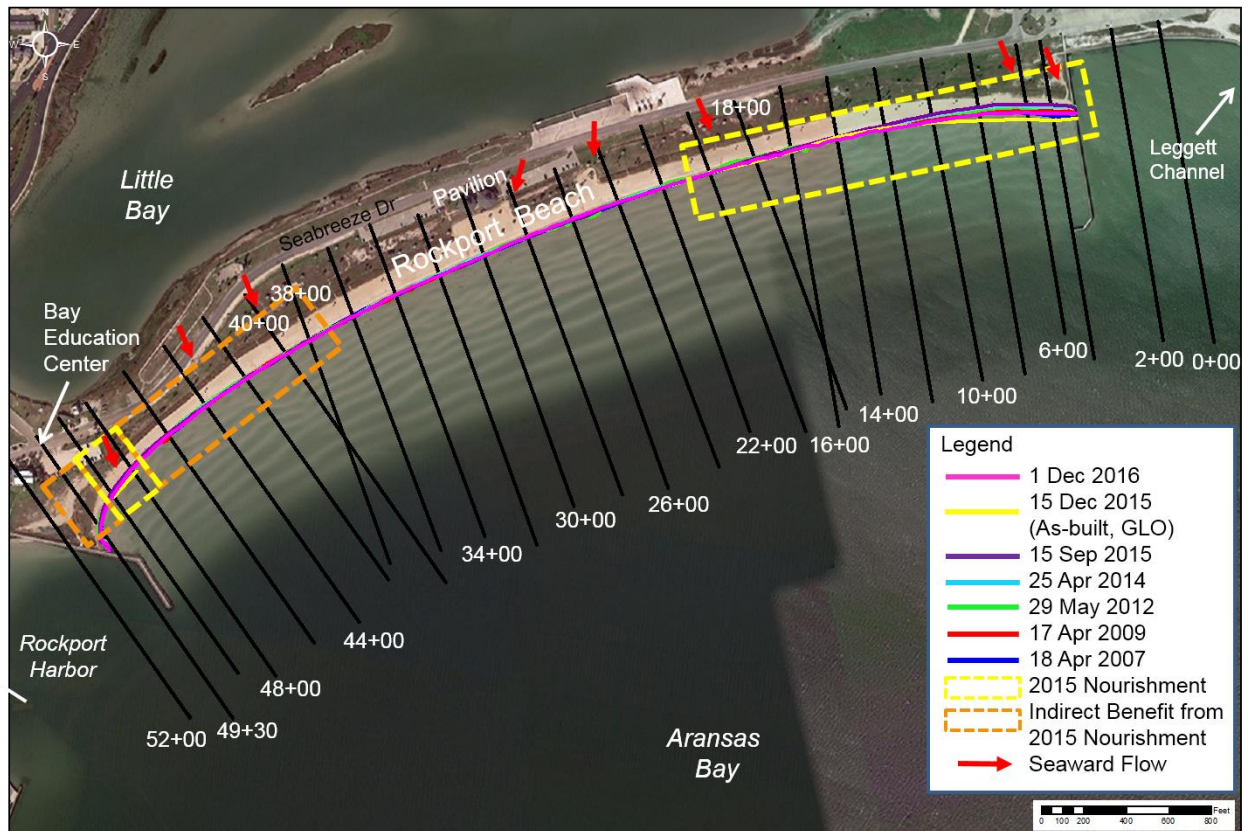 N
W E
S
Little
Bay
Bay
Education
Center
Seabreeze Dr
Pavilion
Rockport Beach
18+00
38+00
40+00
Leggett
Channel
0+00
2+00
6+00
10+00
14+00
16+00
22+00
26+00
30+00
34+00
44+00
48+00
49+30
52+00
Rockport
Harbor
Aransas
Bay
Legend
1 Dec 2016
15 Dec 2015
(As-built, GLO)
15 Sep 2015
25 Apr 2014
29 May 2012
17 Apr 2009
18 Apr 2007
2015 Nourishment
Indirect Benefit from
2015 Nourishment
Seaward Flow
Feet
0 100 200 400 600 800